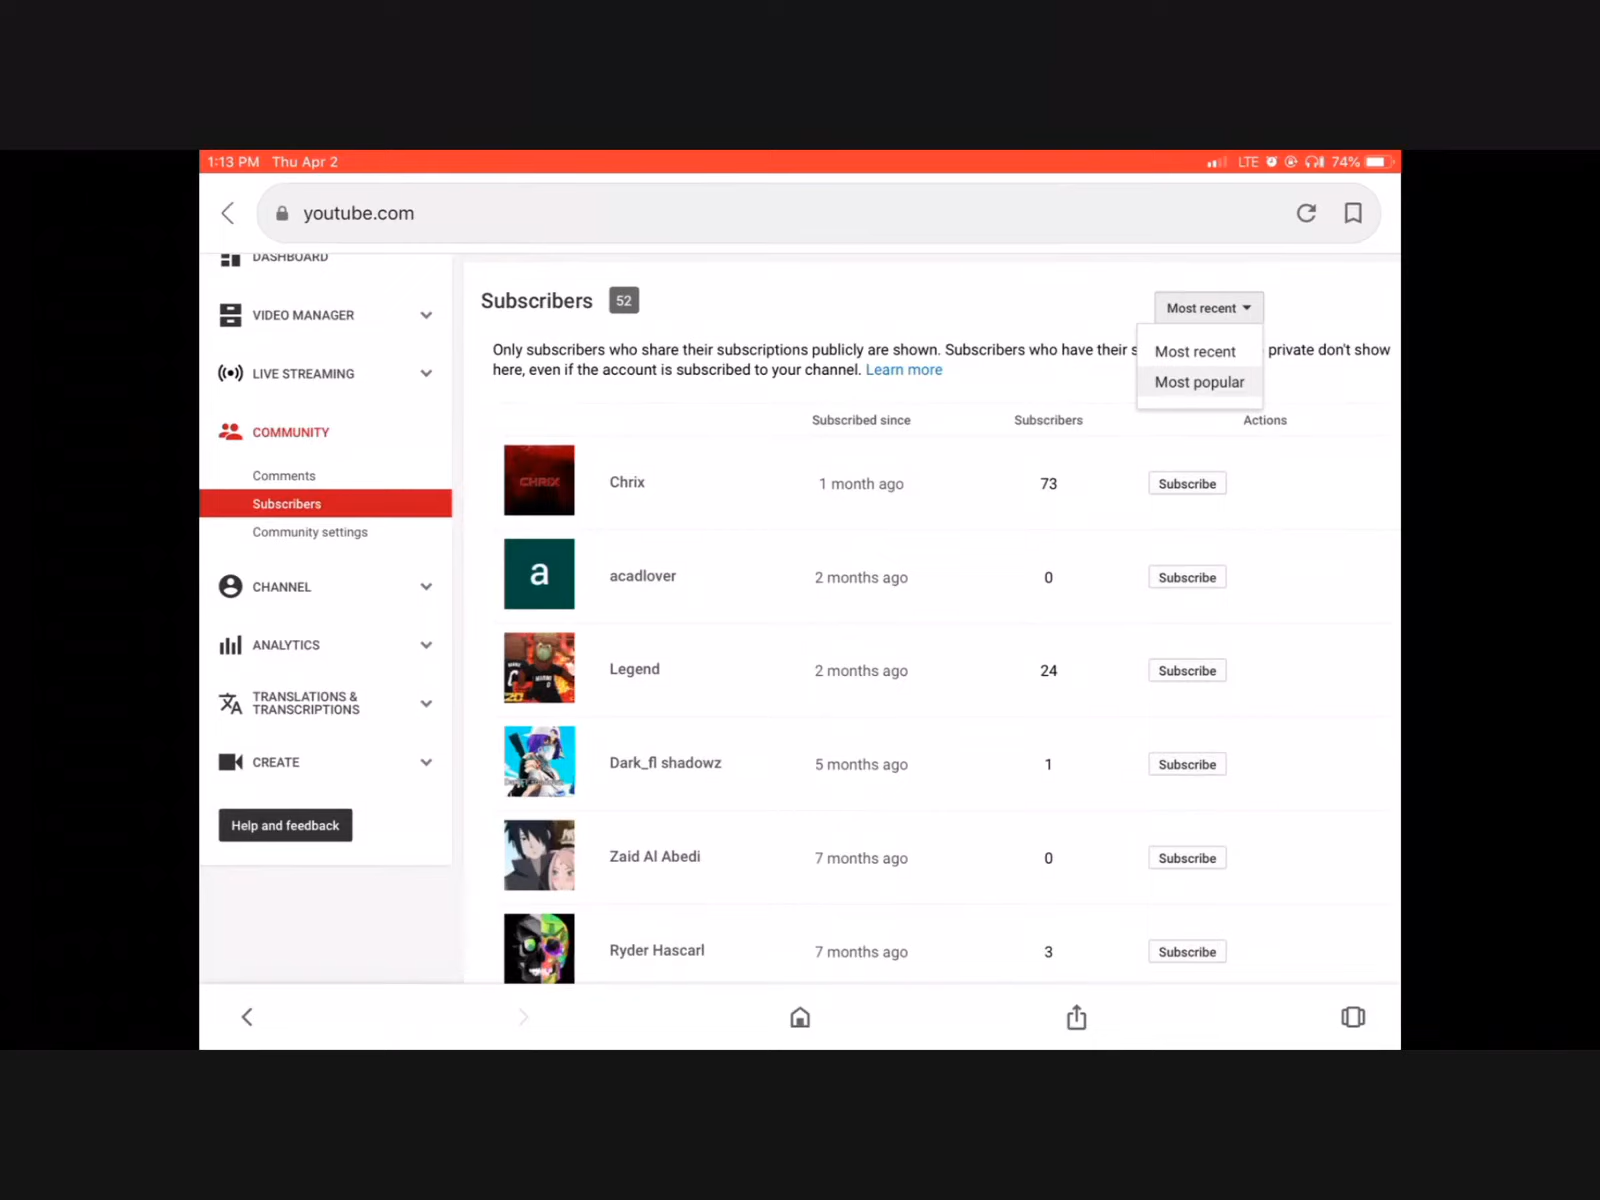 1:13 PM Thu Apr 2
LTE 74%
youtube.com
DASHBOARD
VIDEO MANAGER
LIVE STREAMING
COMMUNITY
Comments
Subscribers
Community settings
CHANNEL
ANALYTICS
TRANSLATIONS &
TRANSCRIPTIONS
CREATE
Help and feedback
Subscribers 52
Most recent
Most recent
Most popular
Only subscribers who share their subscriptions publicly are shown. Subscribers who have their s private don't show
here, even if the account is subscribed to your channel. Learn more
Subscribed since Subscribers Actions
CHRIX
Chrix 1 month ago 73 Subscribe
a
acadlover 2 months ago 0 Subscribe
Legend 2 months ago 24 Subscribe
Dark_fl shadowz 5 months ago 1 Subscribe
Zaid Al Abedi 7 months ago 0 Subscribe
Ryder Hascarl 7 months ago 3 Subscribe